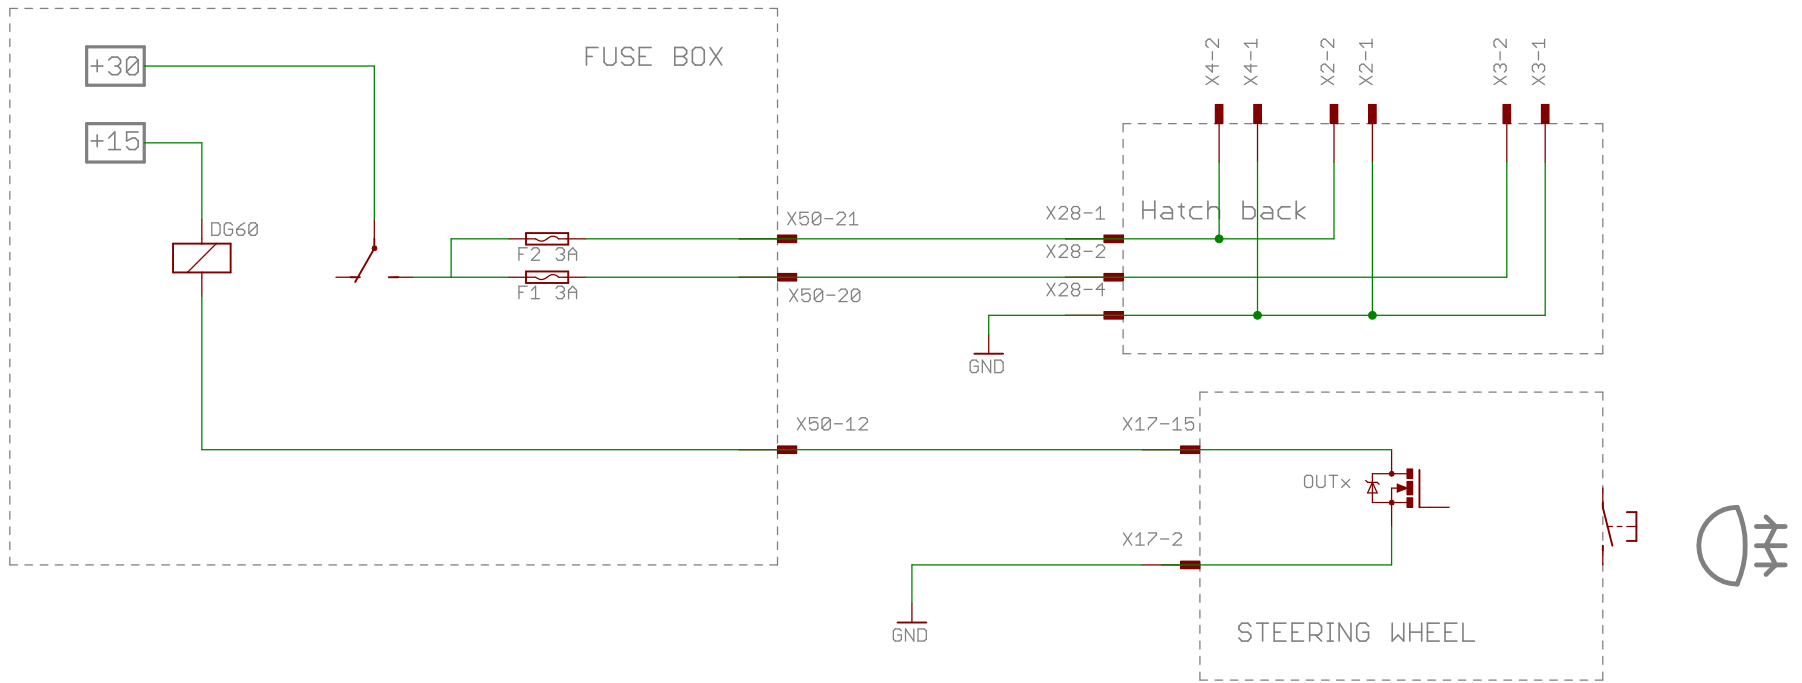 +30
FUSE BOX
+15
DG60
F2 3A
F1 3A
X50-21
X50-20
X50-12
X4-2
X4-1
X2-2
X2-1
X3-2
X3-1
X28-1
Hatch back
X28-2
X28-4
GND
X17-15
OUTx
X17-2
GND
STEERING WHEEL